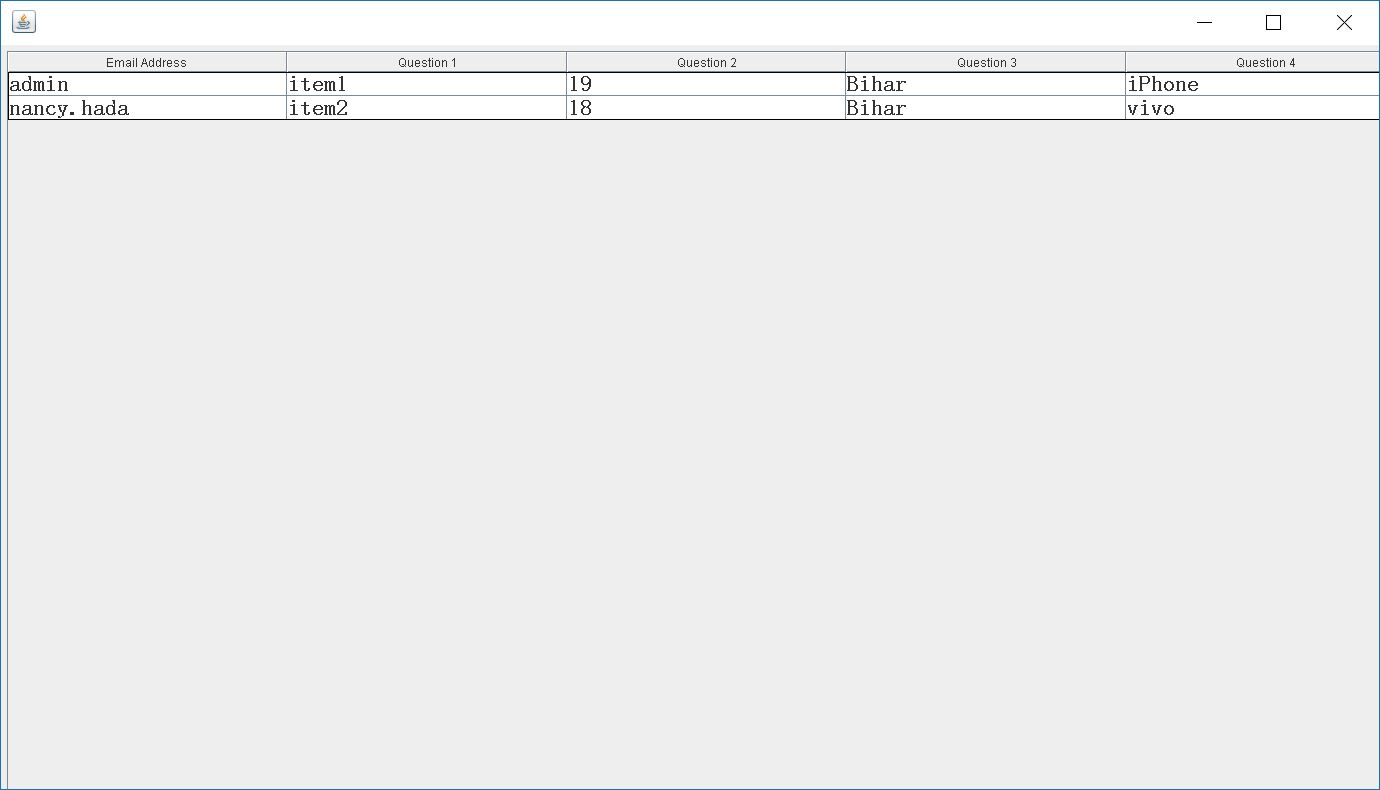 Email Address Question 1 Question 2 Question 3 Question 4
admin item1 19 Bihar iPhone
nancy.hada item2 18 Bihar vivo